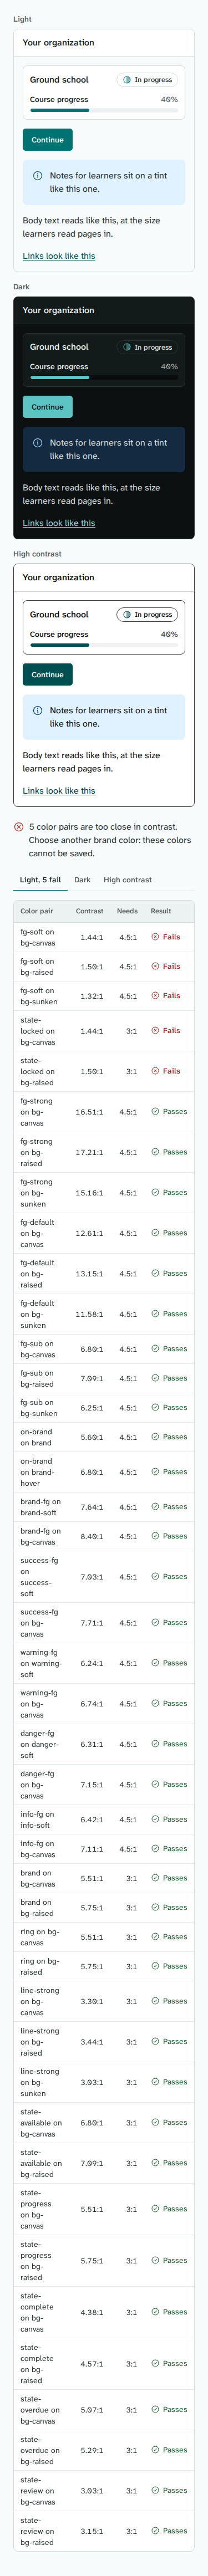 Light
Your organization
Ground school
In progress
Course progress
40%
Continue
Notes for learners sit on a tint
like this one.
Body text reads like this, at the size
learners read pages in.
Links look like this
Dark
Your organization
Ground school
In progress
Course progress
40%
Continue
Notes for learners sit on a tint
like this one.
Body text reads like this, at the size
learners read pages in.
Links look like this
High contrast
Your organization
Ground school
In progress
Course progress
40%
Continue
Notes for learners sit on a tint
like this one.
Body text reads like this, at the size
learners read pages in.
Links look like this
5 color pairs are too close in contrast.
Choose another brand color: these colors
cannot be saved.
Light, 5 fail Dark High contrast
Color pair Contrast Needs Result
fg-soft on
bg-canvas 1.44:1 4.5:1 Fails
fg-soft on
bg-raised 1.50:1 4.5:1 Fails
fg-soft on
bg-sunken 1.32:1 4.5:1 Fails
state-
locked on
bg-canvas 1.44:1 3:1 Fails
state-
locked on
bg-raised 1.50:1 3:1 Fails
fg-strong
on bg-
canvas 16.51:1 4.5:1 Passes
fg-strong
on bg-
raised 17.21:1 4.5:1 Passes
fg-strong
on bg-
sunken 15.16:1 4.5:1 Passes
fg-default
on bg-
canvas 12.61:1 4.5:1 Passes
fg-default
on bg-
raised 13.15:1 4.5:1 Passes
fg-default
on bg-
sunken 11.58:1 4.5:1 Passes
fg-sub on
bg-canvas 6.80:1 4.5:1 Passes
fg-sub on
bg-raised 7.09:1 4.5:1 Passes
fg-sub on
bg-sunken 6.25:1 4.5:1 Passes
on-brand
on brand 5.60:1 4.5:1 Passes
on-brand
on brand-
hover 6.80:1 4.5:1 Passes
brand-fg on
brand-soft 7.64:1 4.5:1 Passes
brand-fg on
bg-canvas 8.40:1 4.5:1 Passes
success-fg
on
success-
soft 7.03:1 4.5:1 Passes
success-fg
on bg-
canvas 7.71:1 4.5:1 Passes
warning-fg
on warning-
soft 6.24:1 4.5:1 Passes
warning-fg
on bg-
canvas 6.74:1 4.5:1 Passes
danger-fg
on danger-
soft 6.31:1 4.5:1 Passes
danger-fg
on bg-
canvas 7.15:1 4.5:1 Passes
info-fg on
info-soft 6.42:1 4.5:1 Passes
info-fg on
bg-canvas 7.11:1 4.5:1 Passes
brand on
bg-canvas 5.51:1 3:1 Passes
brand on
bg-raised 5.75:1 3:1 Passes
ring on bg-
canvas 5.51:1 3:1 Passes
ring on bg-
raised 5.75:1 3:1 Passes
line-strong
on bg-
canvas 3.30:1 3:1 Passes
line-strong
on bg-
raised 3.44:1 3:1 Passes
line-strong
on bg-
sunken 3.03:1 3:1 Passes
state-
available on
bg-canvas 6.80:1 3:1 Passes
state-
available on
bg-raised 7.09:1 3:1 Passes
state-
progress
on bg-
canvas 5.51:1 3:1 Passes
state-
progress
on bg-
raised 5.75:1 3:1 Passes
state-
complete
on bg-
canvas 4.38:1 3:1 Passes
state-
complete
on bg-
raised 4.57:1 3:1 Passes
state-
overdue on
bg-canvas 5.07:1 3:1 Passes
state-
overdue on
bg-raised 5.29:1 3:1 Passes
state-
review on
bg-canvas 3.03:1 3:1 Passes
state-
review on
bg-raised 3.15:1 3:1 Passes